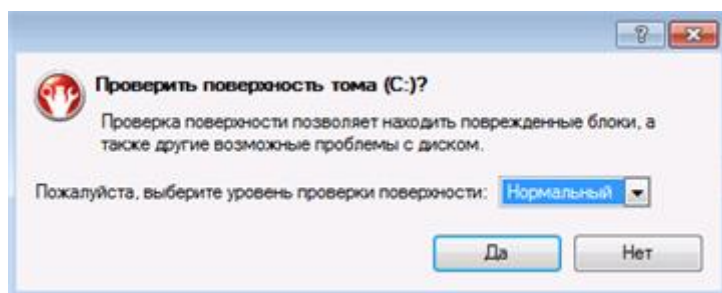 Проверить поверхность тома (C:)?
Проверка поверхности позволяет находить поврежденные блоки, а
также другие возможные проблемы с диском.
Пожалуйста, выберите уровень проверки поверхности: Нормальный
Да Нет